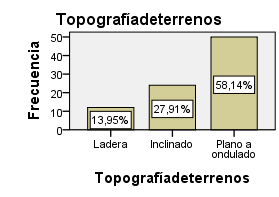 Topografíadeterrenos
Frecuencia
50
40
30
20
10
0
13,95%
27,91%
58,14%
Ladera
Inclinado
Plano a
ondulado
Topografíadeterrenos